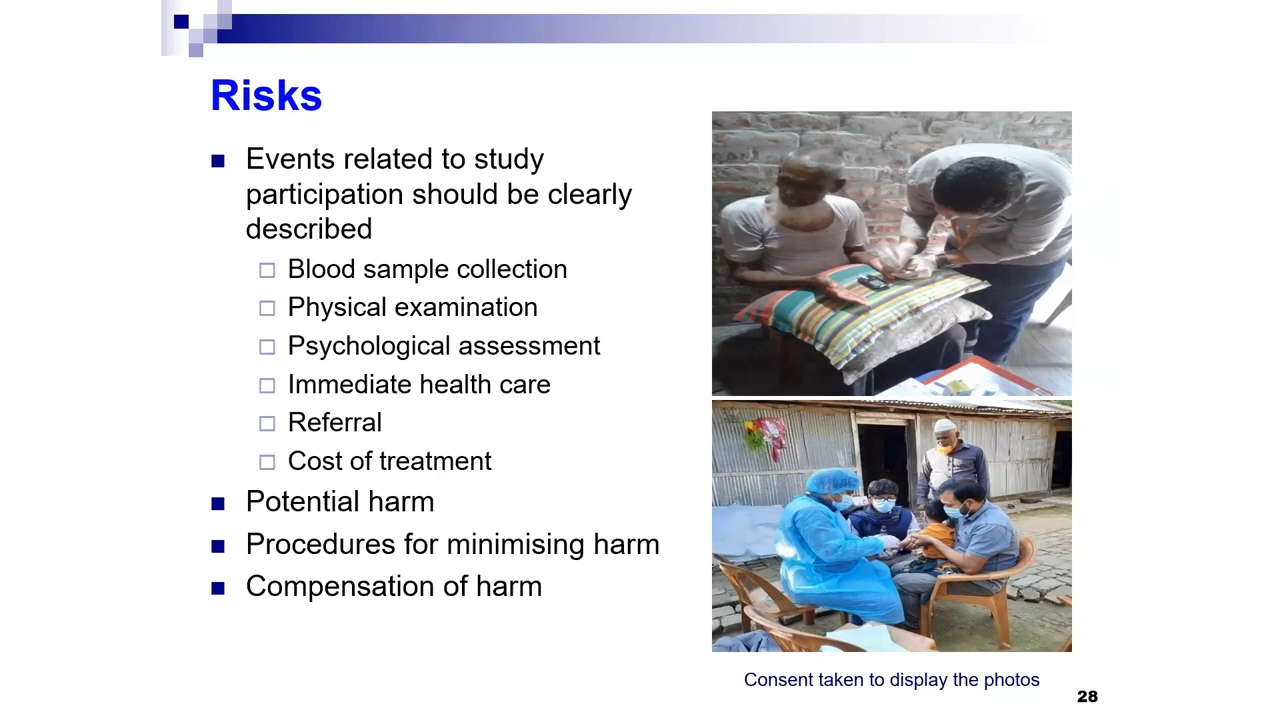 Risks
Events related to study
participation should be clearly
described
Blood sample collection
Physical examination
Psychological assessment
Immediate health care
Referral
Cost of treatment
Potential harm
Procedures for minimising harm
Compensation of harm
Consent taken to display the photos
28